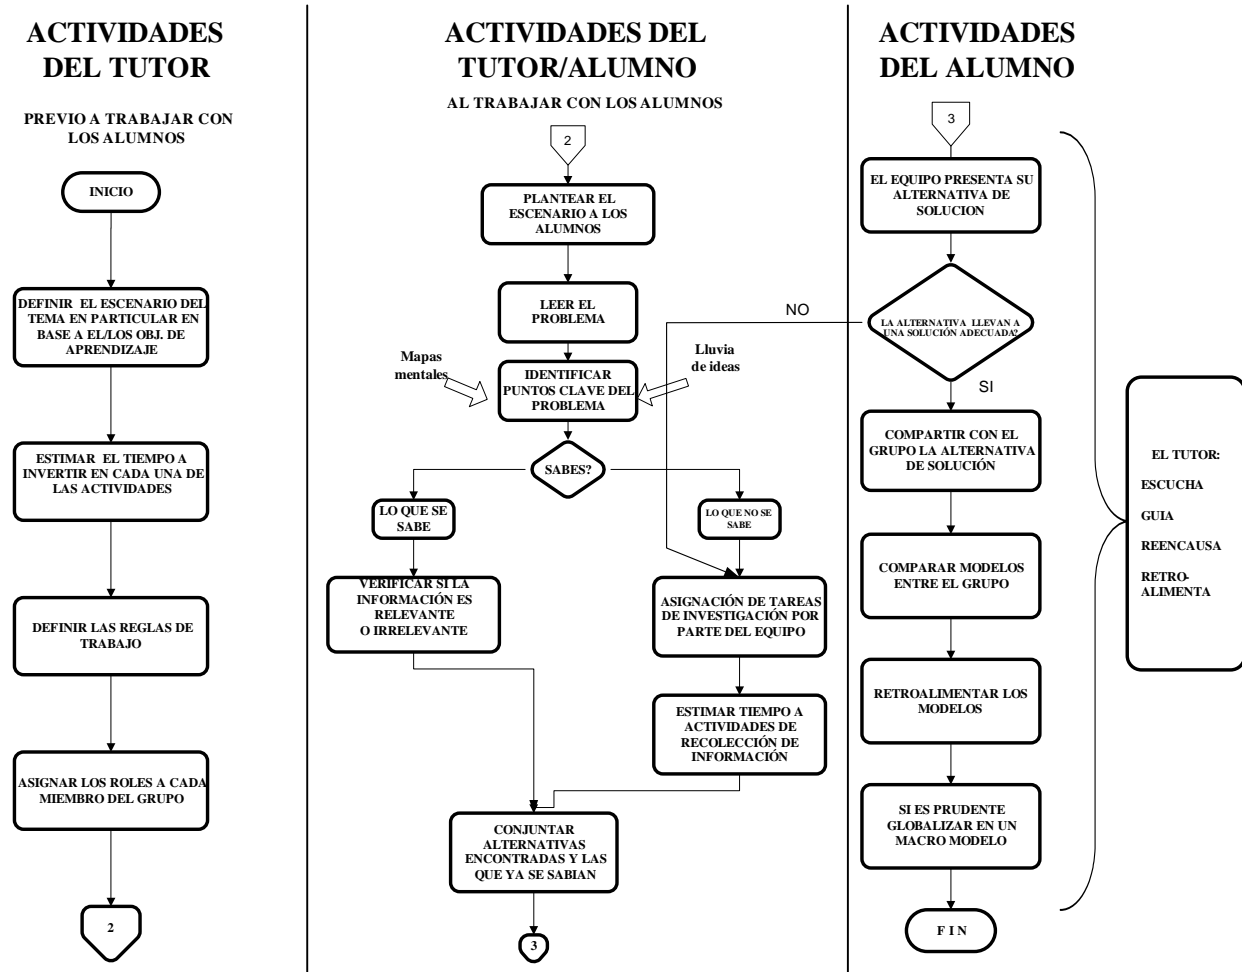 ACTIVIDADES
DEL TUTOR
PREVIO A TRABAJAR CON
LOS ALUMNOS
INICIO
DEFINIR EL ESCENARIO DEL
TEMA EN PARTICULAR EN
BASE A EL/LOS OBJ. DE
APRENDIZAJE
ESTIMAR EL TIEMPO A
INVERTIR EN CADA UNA DE
LAS ACTIVIDADES
DEFINIR LAS REGLAS DE
TRABAJO
ASIGNAR LOS ROLES A CADA
MIEMBRO DEL GRUPO
2
ACTIVIDADES DEL
TUTOR/ALUMNO
AL TRABAJAR CON LOS ALUMNOS
2
PLANTEAR EL
ESCENARIO A LOS
ALUMNOS
LEER EL
PROBLEMA
Mapas
mentales
Lluvia
de ideas
IDENTIFICAR
PUNTOS CLAVE DEL
PROBLEMA
SABES?
LO QUE SE
SABE
LO QUE NO SE
SABE
VERIFICAR SI LA
INFORMACIÓN ES
RELEVANTE
O IRRELEVANTE
ASIGNACIÓN DE TAREAS
DE INVESTIGACIÓN POR
PARTE DEL EQUIPO
ESTIMAR TIEMPO A
ACTIVIDADES DE
RECOLECCIÓN DE
INFORMACIÓN
CONJUNTAR
ALTERNATIVAS
ENCONTRADAS Y LAS
QUE YA SE SABIAN
3
ACTIVIDADES
DEL ALUMNO
3
EL EQUIPO PRESENTA SU
ALTERNATIVA DE
SOLUCION
NO
LA ALTERNATIVA LLEVAN A
UNA SOLUCIÓN ADECUADA?
SI
COMPARTIR CON EL
GRUPO LA ALTERNATIVA
DE SOLUCIÓN
COMPARAR MODELOS
ENTRE EL GRUPO
RETROALIMENTAR LOS
MODELOS
SI ES PRUDENTE
GLOBALIZAR EN UN
MACRO MODELO
F I N
EL TUTOR:
ESCUCHA
GUIA
REENCAUSA
RETRO-
ALIMENTA